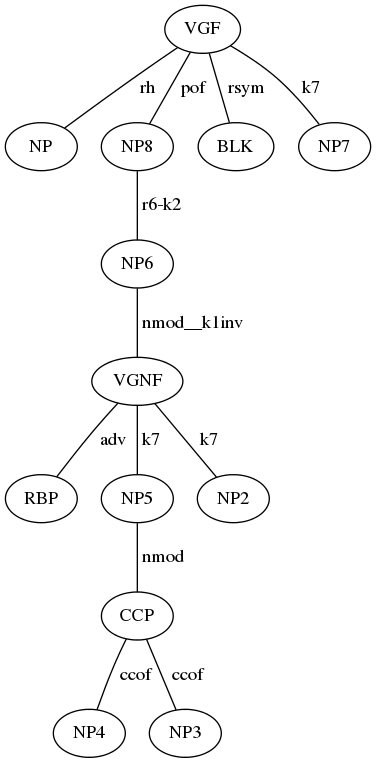 VGF
rh pof rsym k7
NP NP8 BLK NP7
r6-k2
NP6
nmod__k1inv
VGNF
adv k7 k7
RBP NP5 NP2
nmod
CCP
ccof ccof
NP4 NP3